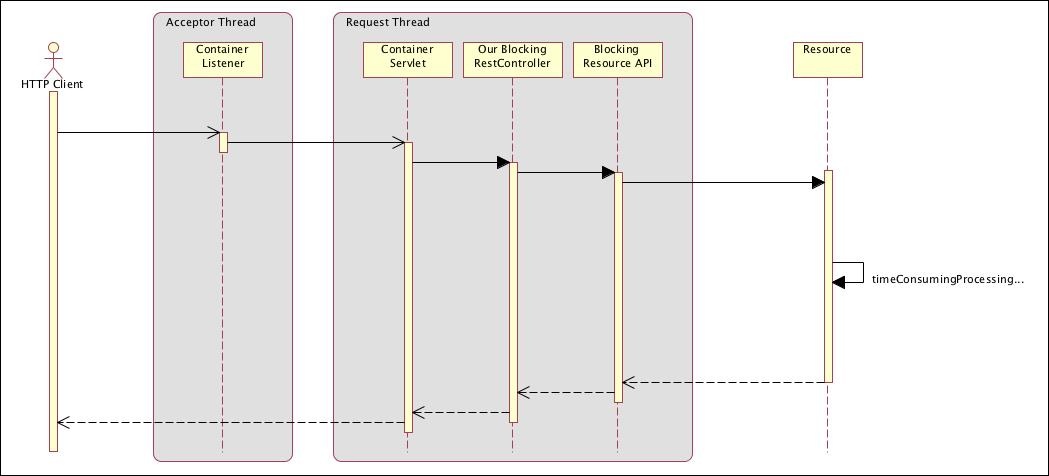 Acceptor Thread
Request Thread
Container
Listener
Container
Servlet
Our Blocking
RestController
Blocking
Resource API
Resource
HTTP Client
timeConsumingProcessing...